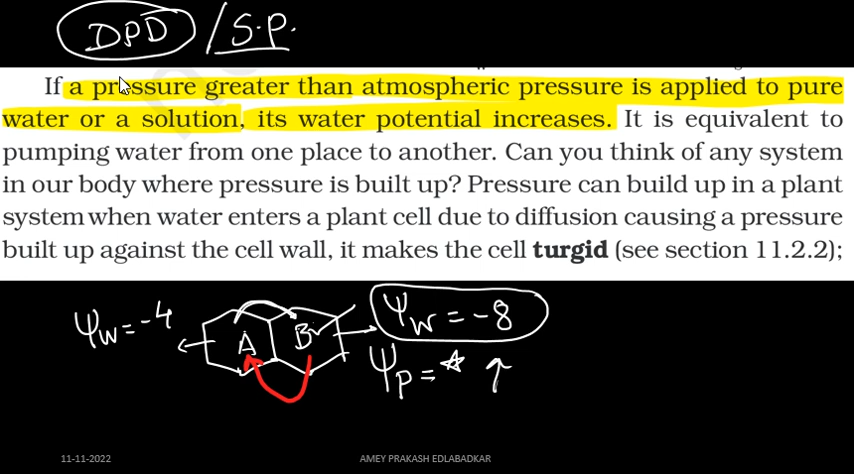 DPD / S.P.
If a pressure greater than atmospheric pressure is applied to pure
water or a solution, its water potential increases. It is equivalent to
pumping water from one place to another. Can you think of any system
in our body where pressure is built up? Pressure can build up in a plant
system when water enters a plant cell due to diffusion causing a pressure
built up against the cell wall, it makes the cell turgid (see section 11.2.2);
Ψw = -4
A
B
Ψw = -8
Ψp = ☆ ↑
11-11-2022
AMEY PRAKASH EDLABADKAR